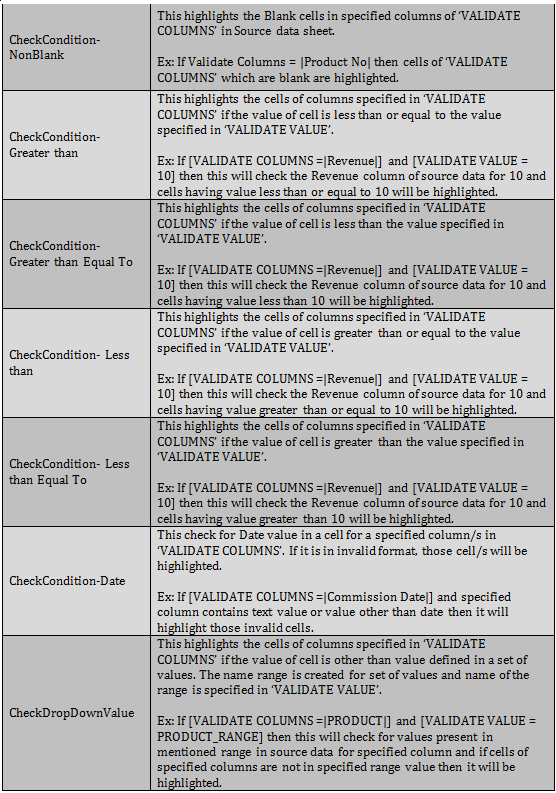 CheckCondition-
NonBlank
This highlights the Blank cells in specified columns of ‘VALIDATE
COLUMNS’ in Source data sheet.
Ex: If Validate Columns = |Product No| then cells of ‘VALIDATE
COLUMNS’ which are blank are highlighted.
CheckCondition-
Greater than
This highlights the cells of columns specified in ‘VALIDATE
COLUMNS’ if the value of cell is less than or equal to the value
specified in ‘VALIDATE VALUE’.
Ex: If [VALIDATE COLUMNS =|Revenue|] and [VALIDATE VALUE =
10] then this will check the Revenue column of source data for 10 and
cells having value less than or equal to 10 will be highlighted.
CheckCondition-
Greater than Equal To
This highlights the cells of columns specified in ‘VALIDATE
COLUMNS’ if the value of cell is less than the value specified in
‘VALIDATE VALUE’.
Ex: If [VALIDATE COLUMNS =|Revenue|] and [VALIDATE VALUE =
10] then this will check the Revenue column of source data for 10 and
cells having value less than 10 will be highlighted.
CheckCondition- Less
than
This highlights the cells of columns specified in ‘VALIDATE
COLUMNS’ if the value of cell is greater than or equal to the value
specified in ‘VALIDATE VALUE’.
Ex: If [VALIDATE COLUMNS =|Revenue|] and [VALIDATE VALUE =
10] then this will check the Revenue column of source data for 10 and
cells having value greater than or equal to 10 will be highlighted.
CheckCondition- Less
than Equal To
This highlights the cells of columns specified in ‘VALIDATE
COLUMNS’ if the value of cell is greater than the value specified in
‘VALIDATE VALUE’.
Ex: If [VALIDATE COLUMNS =|Revenue|] and [VALIDATE VALUE =
10] then this will check the Revenue column of source data for 10 and
cells having value greater than 10 will be highlighted.
CheckCondition-Date
This check for Date value in a cell for a specified column/s in
‘VALIDATE COLUMNS’. If it is in invalid format, those cell/s will be
highlighted.
Ex: If [VALIDATE COLUMNS =|Commission Date|] and specified
column contains text value or value other than date then it will
highlight those invalid cells.
CheckDropDownValue
This highlights the cells of columns specified in ‘VALIDATE
COLUMNS’ if the value of cell is other than value defined in a set of
values. The name range is created for set of values and name of the
range is specified in ‘VALIDATE VALUE’.
Ex: If [VALIDATE COLUMNS =|PRODUCT|] and [VALIDATE VALUE =
PRODUCT_RANGE] then this will check for values present in
mentioned range in source data for specified column and if cells of
specified columns are not in specified range value then it will be
highlighted.